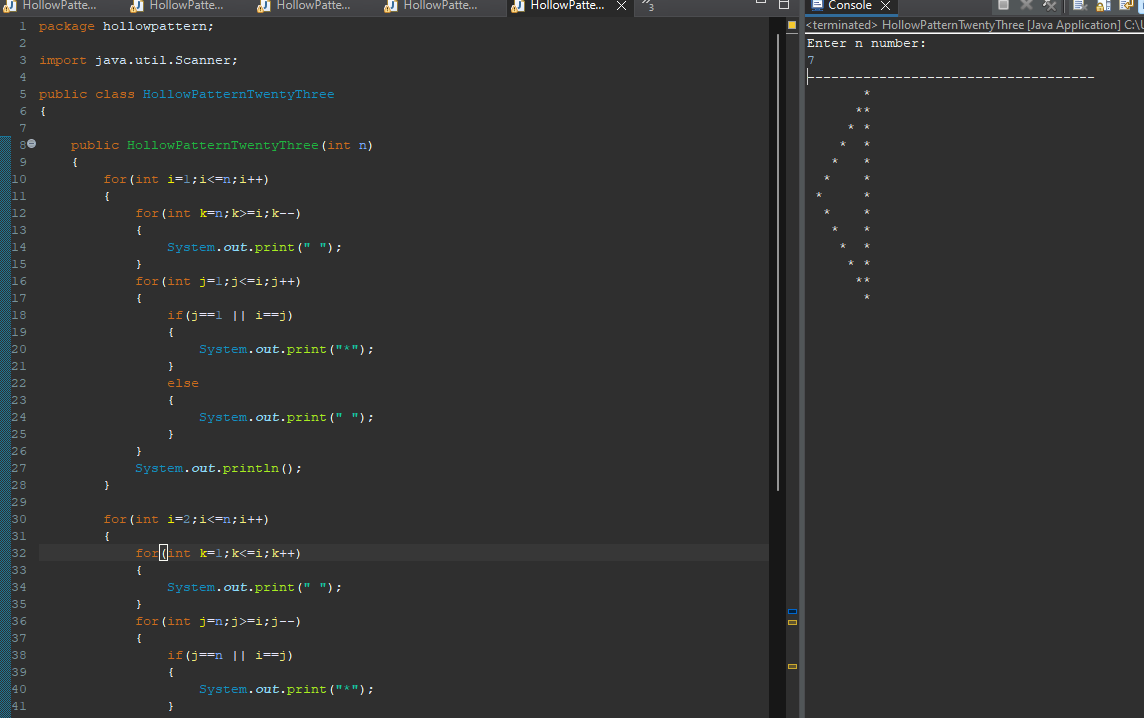 HollowPatte... HollowPatte... HollowPatte... HollowPatte... HollowPatte... 3
1 package hollowpattern;
2
3 import java.util.Scanner;
4
5 public class HollowPatternTwentyThree
6 {
7
8     public HollowPatternTwentyThree(int n)
9     {
10         for(int i=1;i<=n;i++)
11         {
12             for(int k=n;k>=i;k--)
13             {
14                 System.out.print(" ");
15             }
16             for(int j=1;j<=i;j++)
17             {
18                 if(j==1 || i==j)
19                 {
20                     System.out.print("*");
21                 }
22                 else
23                 {
24                     System.out.print(" ");
25                 }
26             }
27             System.out.println();
28         }
29
30         for(int i=2;i<=n;i++)
31         {
32             for(int k=1;k<=i;k++)
33             {
34                 System.out.print(" ");
35             }
36             for(int j=n;j>=i;j--)
37             {
38                 if(j==n || i==j)
39                 {
40                     System.out.print("*");
41                 }
Console
<terminated> HollowPatternTwentyThree [Java Application] C:\U
Enter n number:
7
------------------------------------
       *
      **
     * *
    *  *
   *   *
  *    *
 *     *
  *    *
   *   *
    *  *
     * *
      **
       *